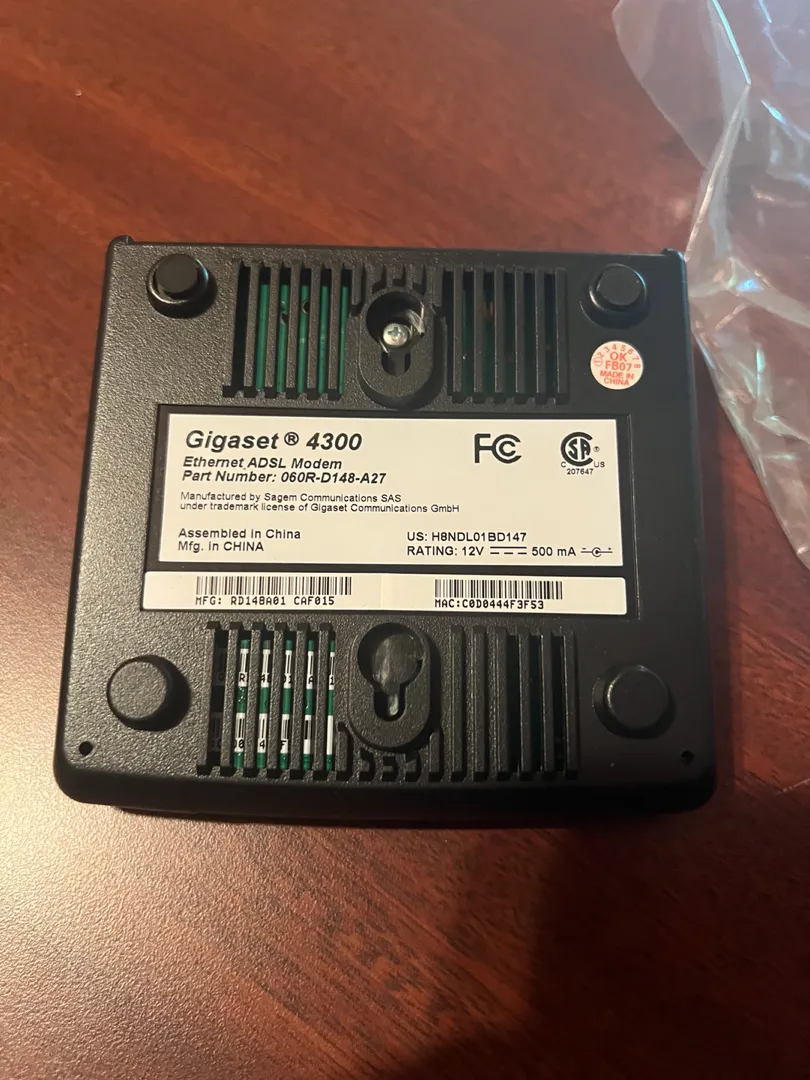 12345678
OK
FB07
MADE IN
CHINA
Gigaset ® 4300
Ethernet ADSL Modem
Part Number: 060R-D148-A27
FC
SA ®
C US
207647
Manufactured by Sagem Communications SAS
under trademark license of Gigaset Communications GmbH
Assembled in China
Mfg. in CHINA
US: H8NDL01BD147
RATING: 12V 500 mA
MFG: RD148A01 CAF015
MAC:C0D0444F3F53